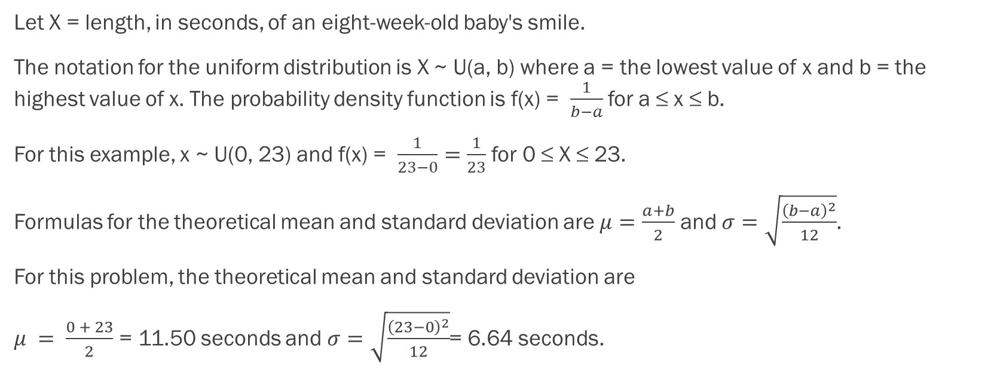 Let X = length, in seconds, of an eight-week-old baby's smile.
The notation for the uniform distribution is X ~ U(a, b) where a = the lowest value of x and b = the
highest value of x. The probability density function is f(x) = \frac{1}{b-a} for a ≤ x ≤ b.
For this example, x ~ U(0, 23) and f(x) = \frac{1}{23-0} = \frac{1}{23} for 0 ≤ X ≤ 23.
Formulas for the theoretical mean and standard deviation are μ = \frac{a+b}{2} and σ = \sqrt{\frac{(b-a)^2}{12}}.
For this problem, the theoretical mean and standard deviation are
μ = \frac{0 + 23}{2} = 11.50 seconds and σ = \sqrt{\frac{(23-0)^2}{12}} = 6.64 seconds.